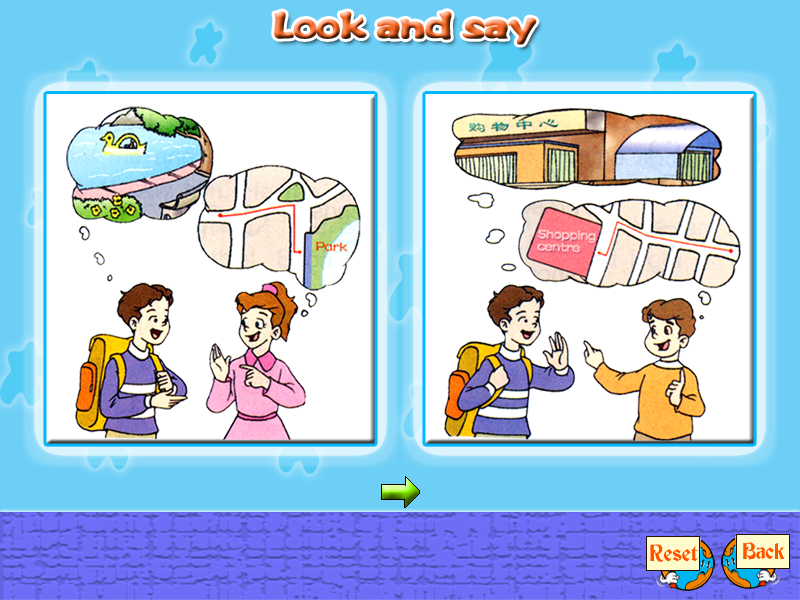 Look and say
Park
购物中心
Shopping
centre
Reset
Back